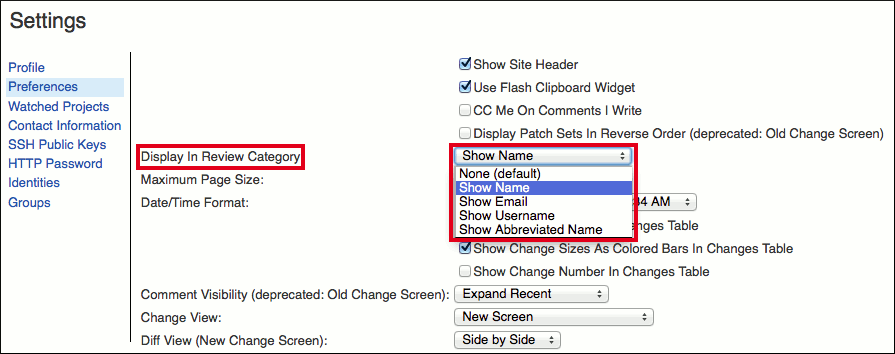 Settings
Profile
Preferences
Watched Projects
Contact Information
SSH Public Keys
HTTP Password
Identities
Groups
Show Site Header
Use Flash Clipboard Widget
CC Me On Comments I Write
Display Patch Sets In Reverse Order (deprecated: Old Change Screen)
Display In Review Category
Show Name
None (default)
Show Name
Show Email
Show Username
Show Abbreviated Name
Maximum Page Size:
Date/Time Format:
34 AM
Changes Table
Show Change Sizes As Colored Bars In Changes Table
Show Change Number In Changes Table
Comment Visibility (deprecated: Old Change Screen):
Expand Recent
Change View:
New Screen
Diff View (New Change Screen):
Side by Side